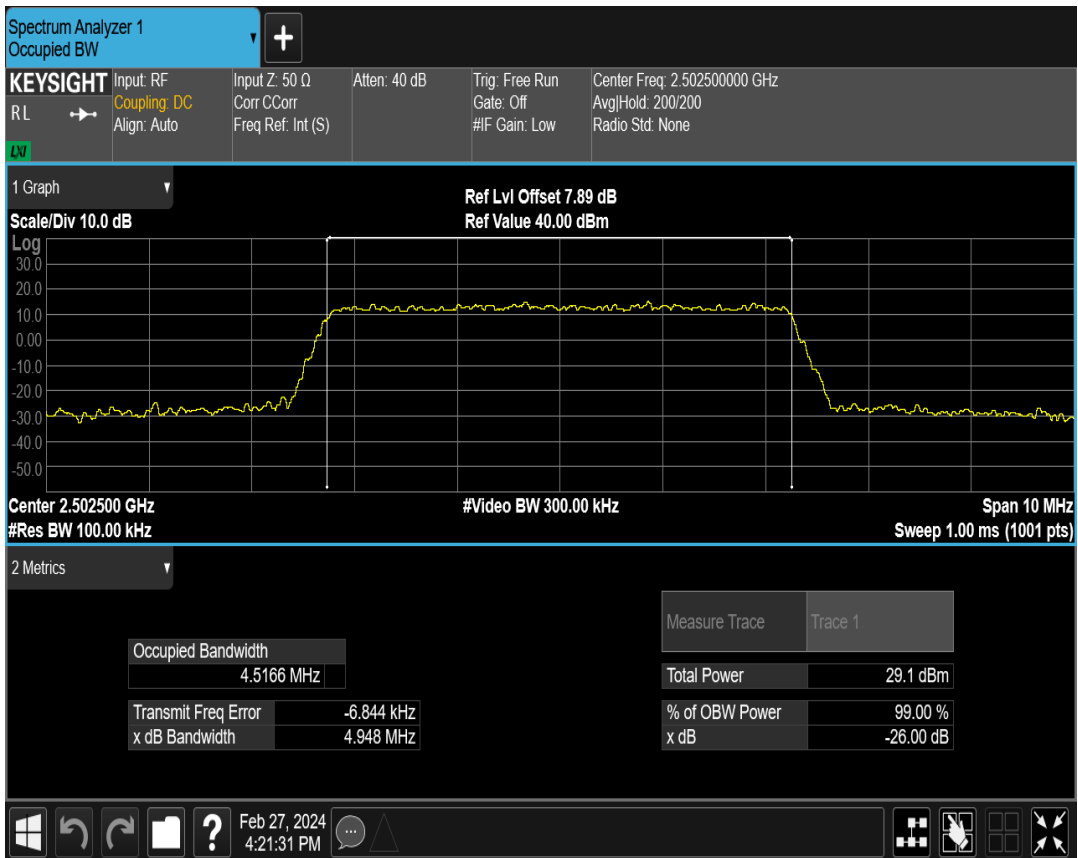 Spectrum Analyzer 1
Occupied BW
+
KEYSIGHT
RL
LXI
Input: RF
Coupling: DC
Align: Auto
Input Z: 50 Ω
Corr CCorr
Freq Ref: Int (S)
Atten: 40 dB
Trig: Free Run
Gate: Off
#IF Gain: Low
Center Freq: 2.502500000 GHz
Avg|Hold: 200/200
Radio Std: None
1 Graph
Scale/Div 10.0 dB
Ref Lvl Offset 7.89 dB
Ref Value 40.00 dBm
Log
30.0
20.0
10.0
0.00
-10.0
-20.0
-30.0
-40.0
-50.0
Center 2.502500 GHz
#Video BW 300.00 kHz
Span 10 MHz
#Res BW 100.00 kHz
Sweep 1.00 ms (1001 pts)
2 Metrics
Measure Trace Trace 1
Occupied Bandwidth
4.5166 MHz
Total Power 29.1 dBm
Transmit Freq Error -6.844 kHz
% of OBW Power 99.00 %
x dB Bandwidth 4.948 MHz
x dB -26.00 dB
?
Feb 27, 2024
4:21:31 PM